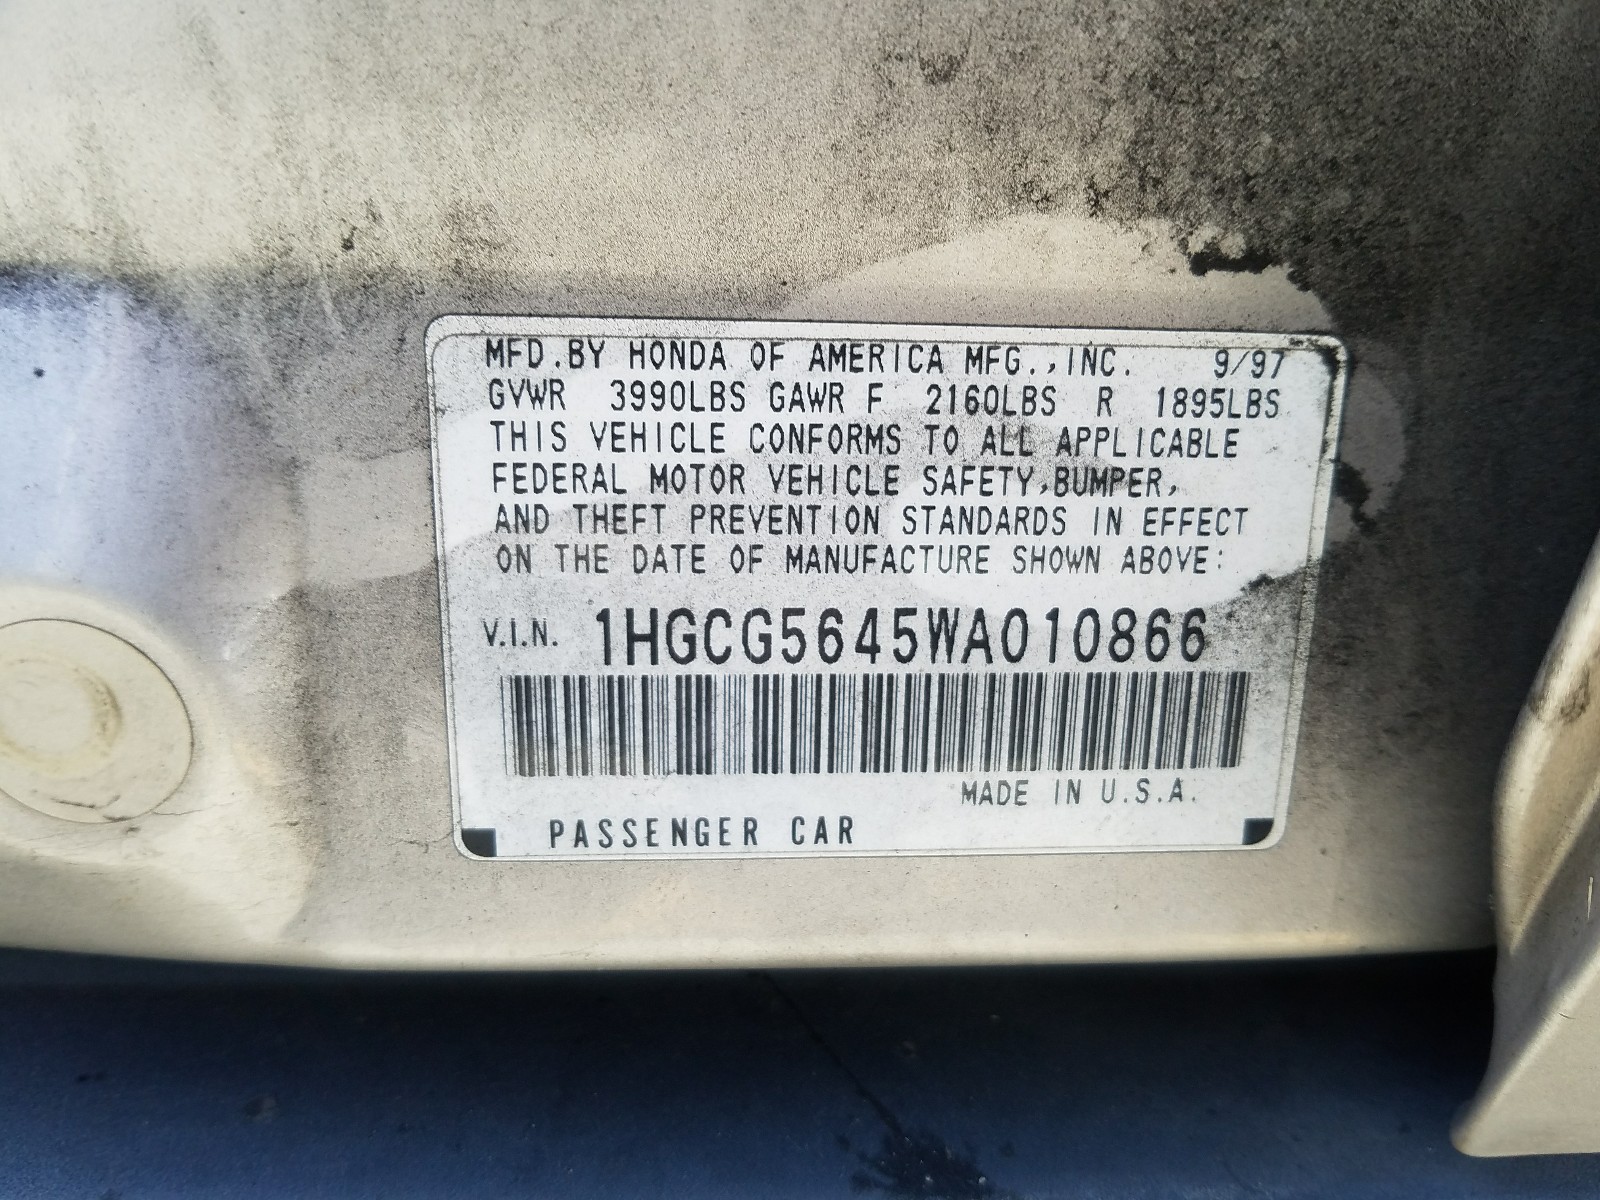 MFD.BY HONDA OF AMERICA MFG.,INC. 9/97
GVWR 3990LBS GAWR F 2160LBS R 1895LBS
THIS VEHICLE CONFORMS TO ALL APPLICABLE
FEDERAL MOTOR VEHICLE SAFETY,BUMPER,
AND THEFT PREVENTION STANDARDS IN EFFECT
ON THE DATE OF MANUFACTURE SHOWN ABOVE:
V.I.N. 1HGCG5645WA010866
MADE IN U.S.A.
PASSENGER CAR